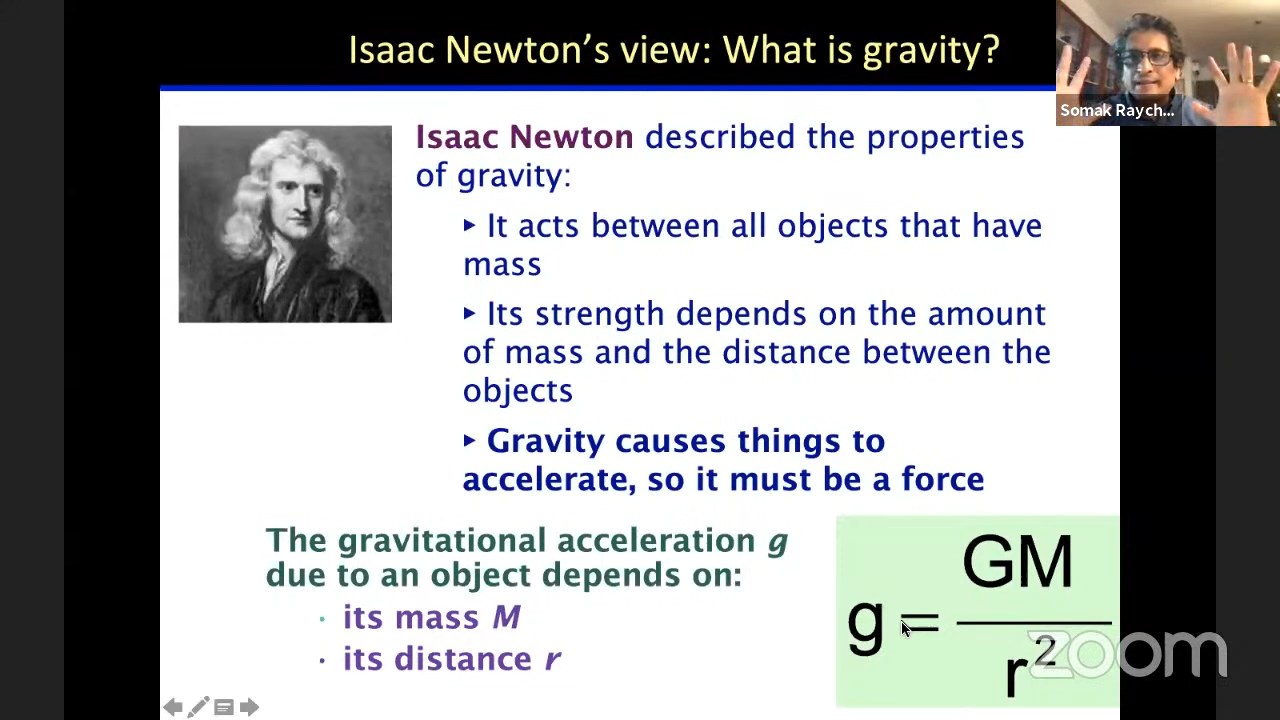 Isaac Newton’s view: What is gravity?
Somak Raych...
Isaac Newton described the properties
of gravity:
‣ It acts between all objects that have
mass
‣ Its strength depends on the amount
of mass and the distance between the
objects
‣ Gravity causes things to
accelerate, so it must be a force
The gravitational acceleration g
due to an object depends on:
• its mass M
• its distance r
g = GM
r²
zoom